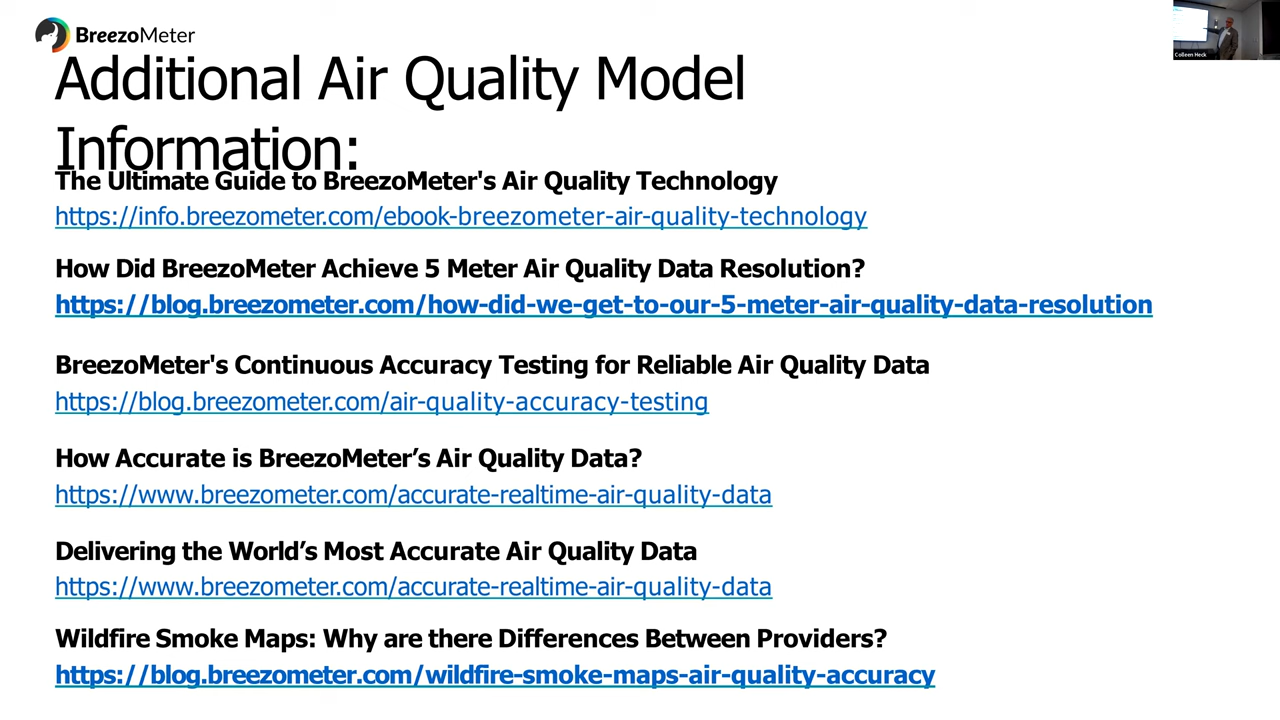 BreezoMeter
Colleen Heck
Additional Air Quality Model
Information:
The Ultimate Guide to BreezoMeter's Air Quality Technology
https://info.breezometer.com/ebook-breezometer-air-quality-technology
How Did BreezoMeter Achieve 5 Meter Air Quality Data Resolution?
https://blog.breezometer.com/how-did-we-get-to-our-5-meter-air-quality-data-resolution
BreezoMeter's Continuous Accuracy Testing for Reliable Air Quality Data
https://blog.breezometer.com/air-quality-accuracy-testing
How Accurate is BreezoMeter’s Air Quality Data?
https://www.breezometer.com/accurate-realtime-air-quality-data
Delivering the World’s Most Accurate Air Quality Data
https://www.breezometer.com/accurate-realtime-air-quality-data
Wildfire Smoke Maps: Why are there Differences Between Providers?
https://blog.breezometer.com/wildfire-smoke-maps-air-quality-accuracy